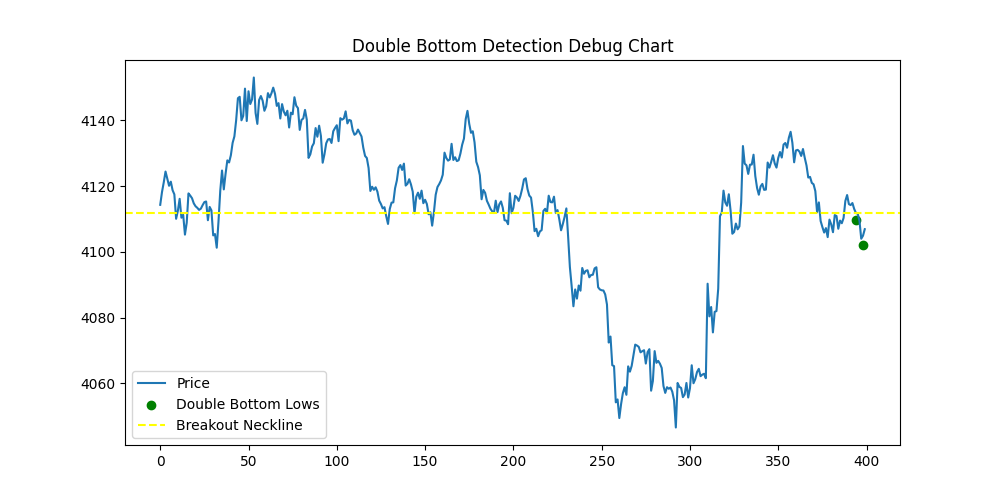 Double Bottom Detection Debug Chart
4140
4120
4100
4080
4060
Price
Double Bottom Lows
Breakout Neckline
0 50 100 150 200 250 300 350 400